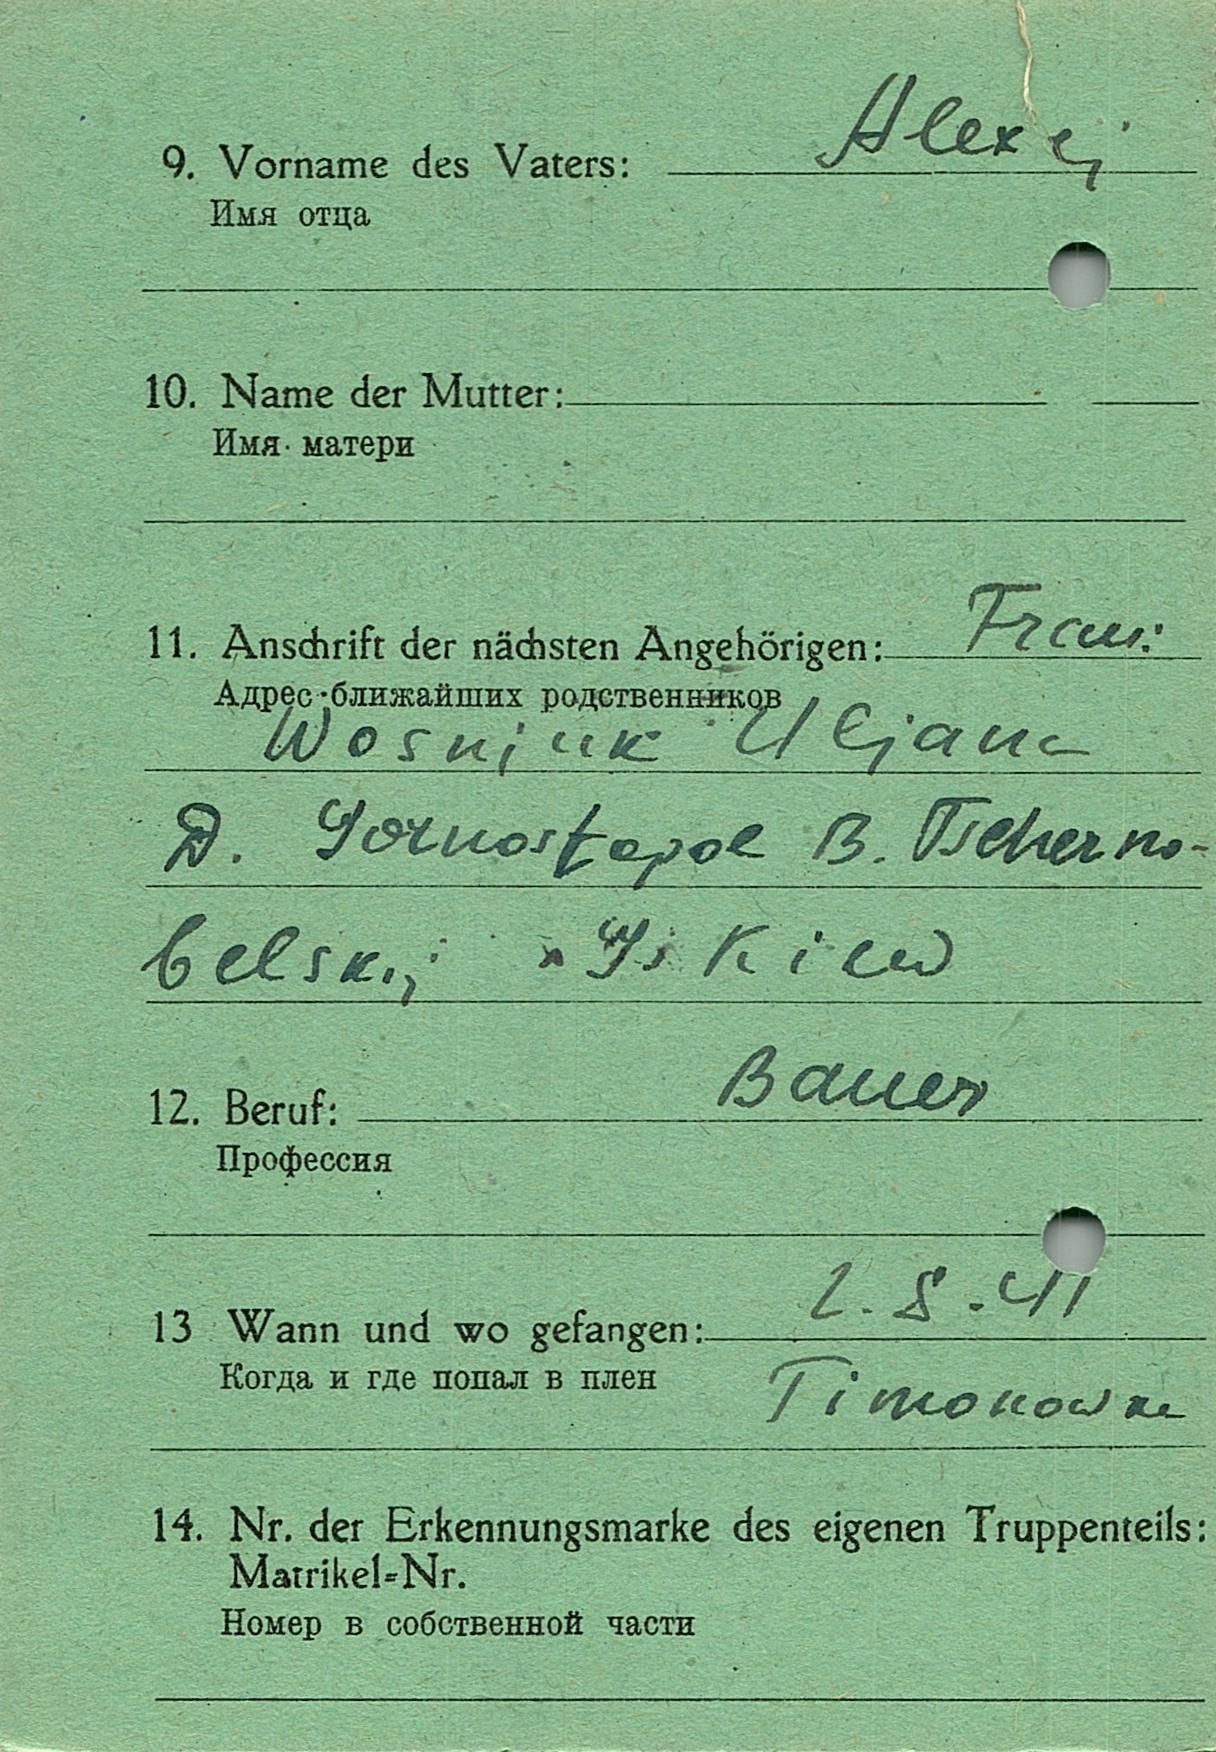 9. Vorname des Vaters: Alexej
Имя отца
10. Name der Mutter:
Имя матери
11. Anschrift der nächsten Angehörigen: Frau:
Адрес ближайших родственников
Wosnjuk Uljana
D. Gornostapol B. Tscherno-
belskij Kiew
12. Beruf: Bauer
Профессия
13 Wann und wo gefangen: 2.8.41
Когда и где попал в плен
Timonowka
14. Nr. der Erkennungsmarke des eigenen Truppenteils:
Matrikel-Nr.
Номер в собственной части